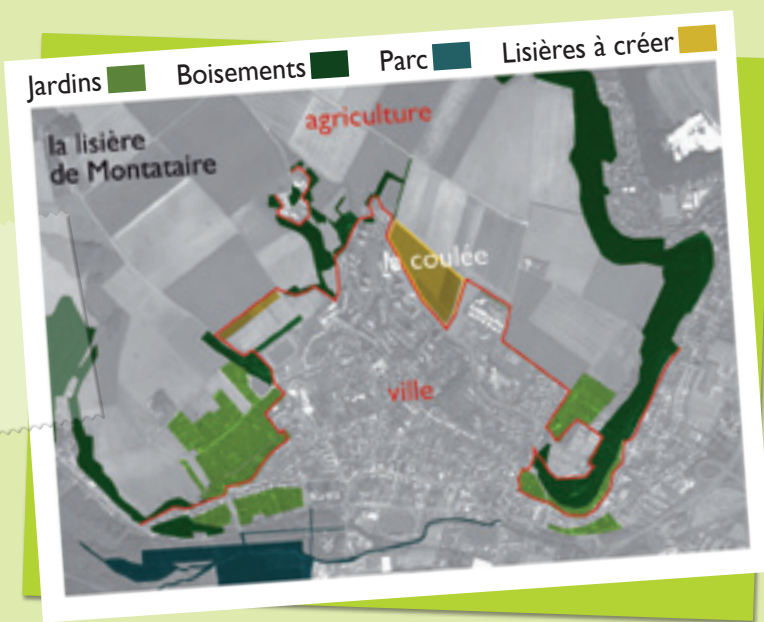 Jardins Boisements Parc Lisières à créer
la lisière
de Montataire
agriculture
la coulée
ville